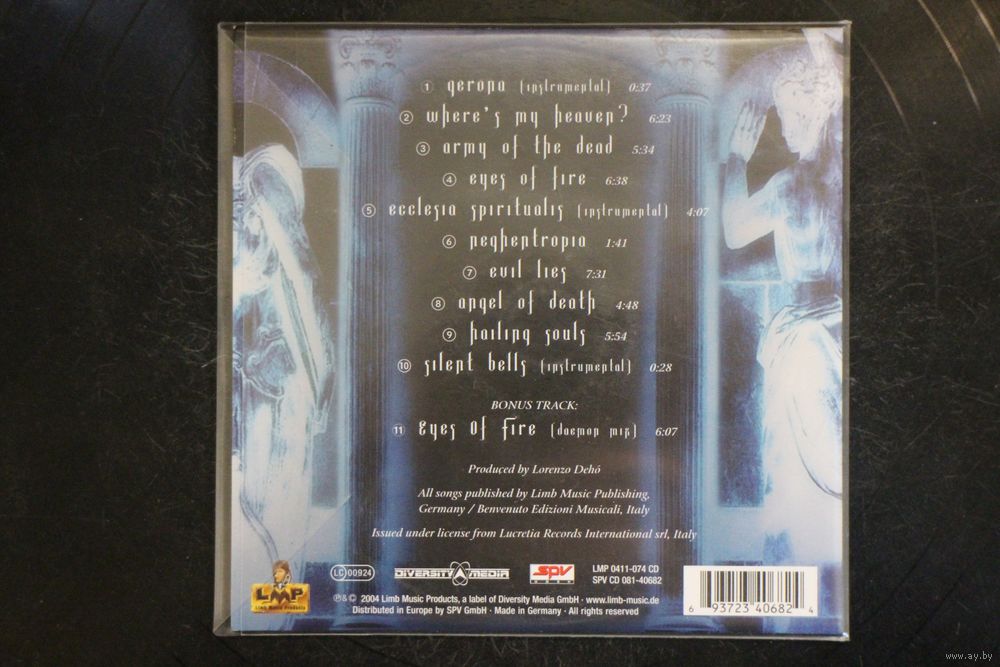 1 gerona (instrumental) 0:37
2 where's my heaven? 6:23
3 army of the dead 5:34
4 eyes of fire 6:38
5 ecclesia spiritualis (instrumental) 4:07
6 neghentropia 1:41
7 evil lies 7:31
8 angel of death 4:48
9 hailing souls 5:54
10 silent bells (instrumental) 0:28
BONUS TRACK:
11 Eyes Of Fire (daemon mix) 6:07
Produced by Lorenzo Dehó
All songs published by Limb Music Publishing,
Germany / Benvenuto Edizioni Musicali, Italy
Issued under license from Lucretia Records International srl, Italy
LMP
Limb Music Products
LC 00924
DIVERSITY MEDIA
SPV
LMP 0411-074 CD
SPV CD 081-40682
℗ & © 2004 Limb Music Products, a label of Diversity Media GmbH · www.limb-music.de
Distributed in Europe by SPV GmbH · Made in Germany · All rights reserved
6 93723 40682 4
www.ay.by